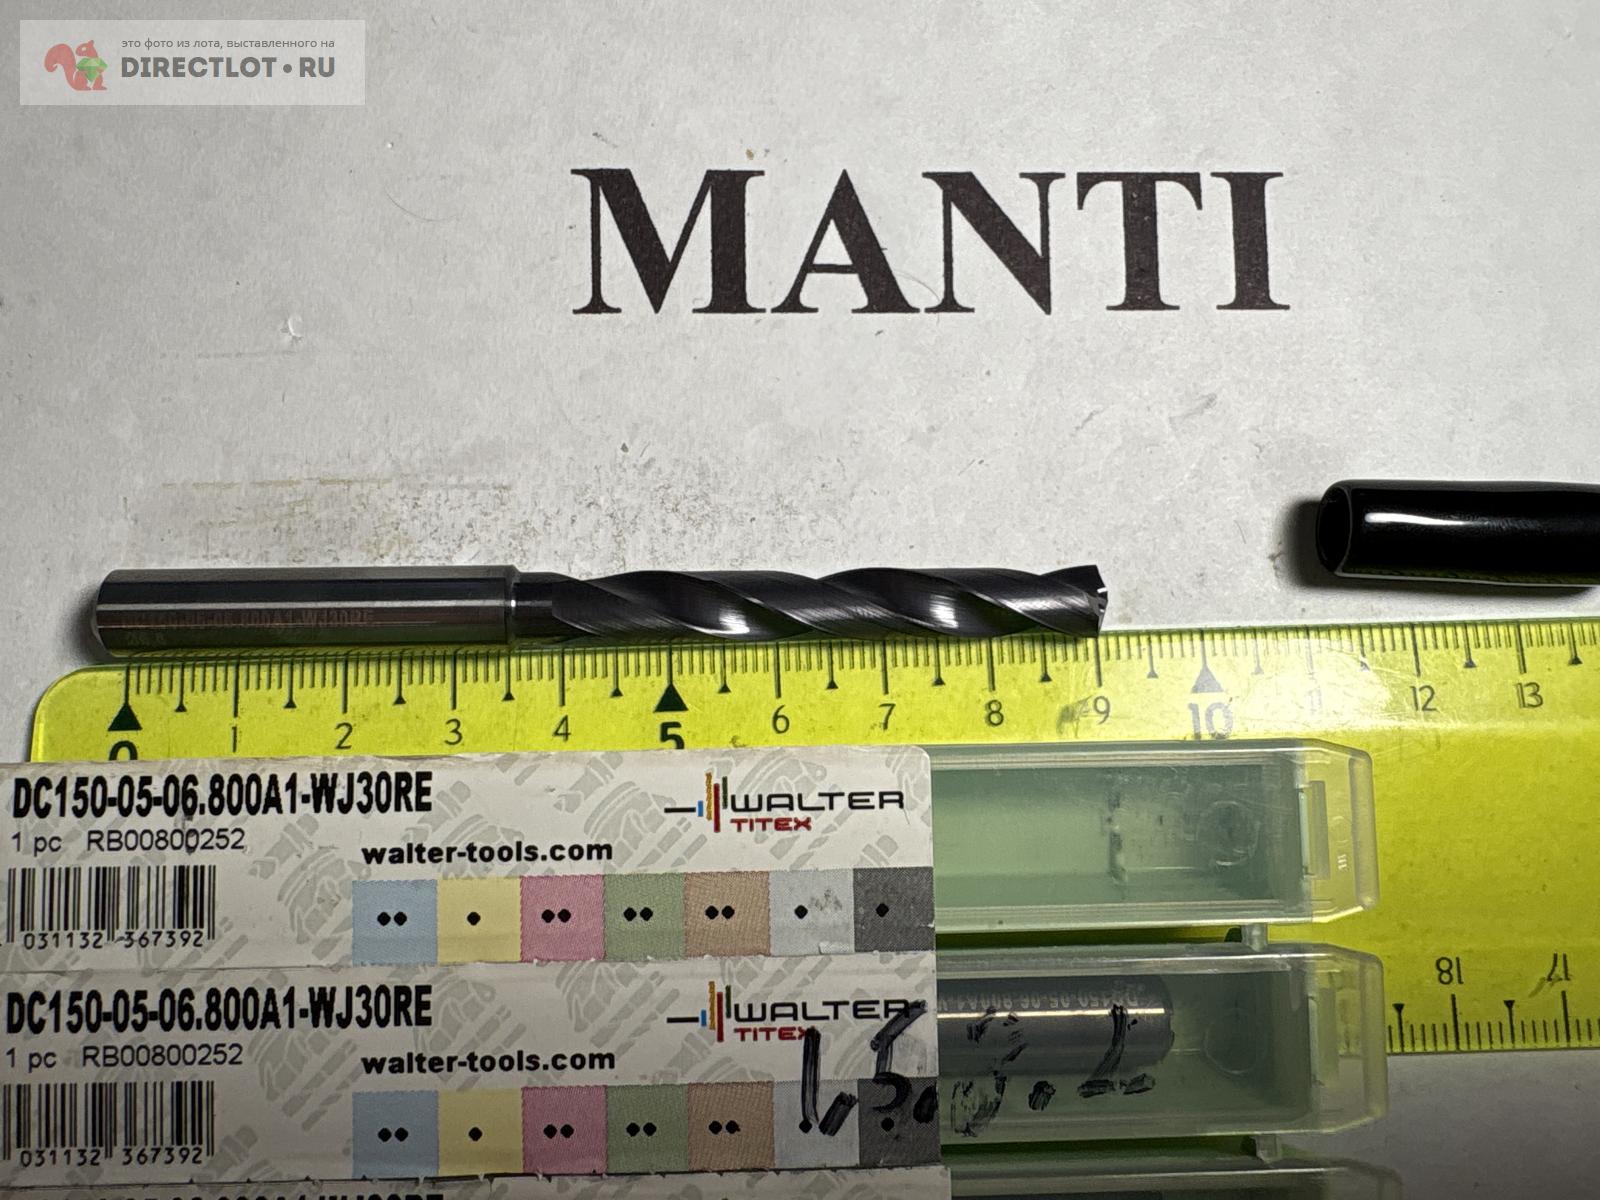 это фото из лота, выставленного на
DIRECTLOT•RU
MANTI
0 1 2 3 4 5 6 7 8 9 10 11 12 13
DC150-05-06.800A1-WJ30RE
1 pc RB00800252
WALTER
TITEX
walter-tools.com
031132 367392
18 17
DC150-05-06.800A1-WJ30RE
1 pc RB00800252
WALTER
TITEX
walter-tools.com
031132 367392